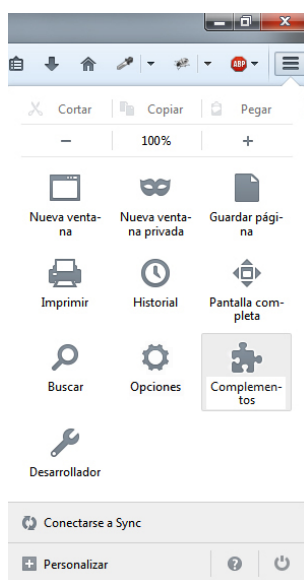 ABP
Cortar Copiar Pegar
− 100% +
Nueva venta- Nueva venta- Guardar pági-
na na privada na
Imprimir Historial Pantalla com-
pleta
Buscar Opciones Complemen-
tos
Desarrollador
Conectarse a Sync
Personalizar ?